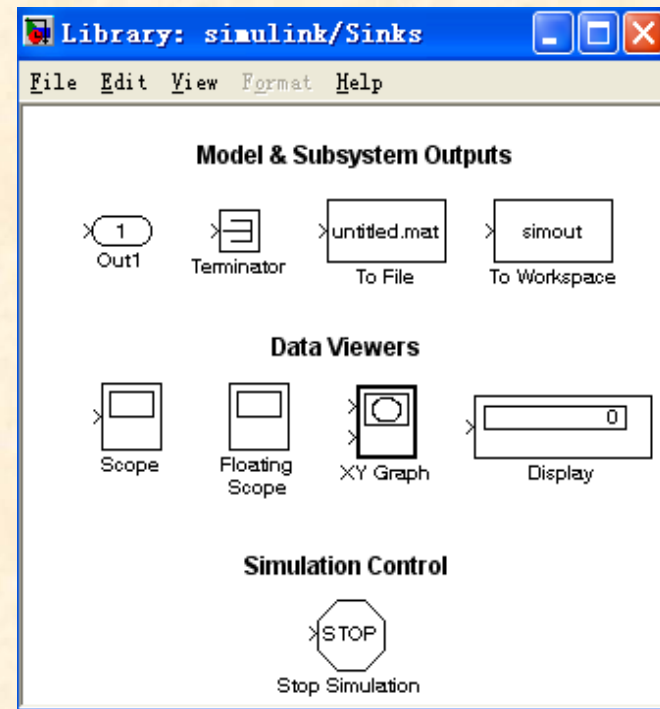 Library: simulink/Sinks
File Edit View Format Help
Model & Subsystem Outputs
1 untitled.mat simout
Out1 Terminator To File To Workspace
Data Viewers
0
Scope Floating Scope XY Graph Display
Simulation Control
STOP
Stop Simulation